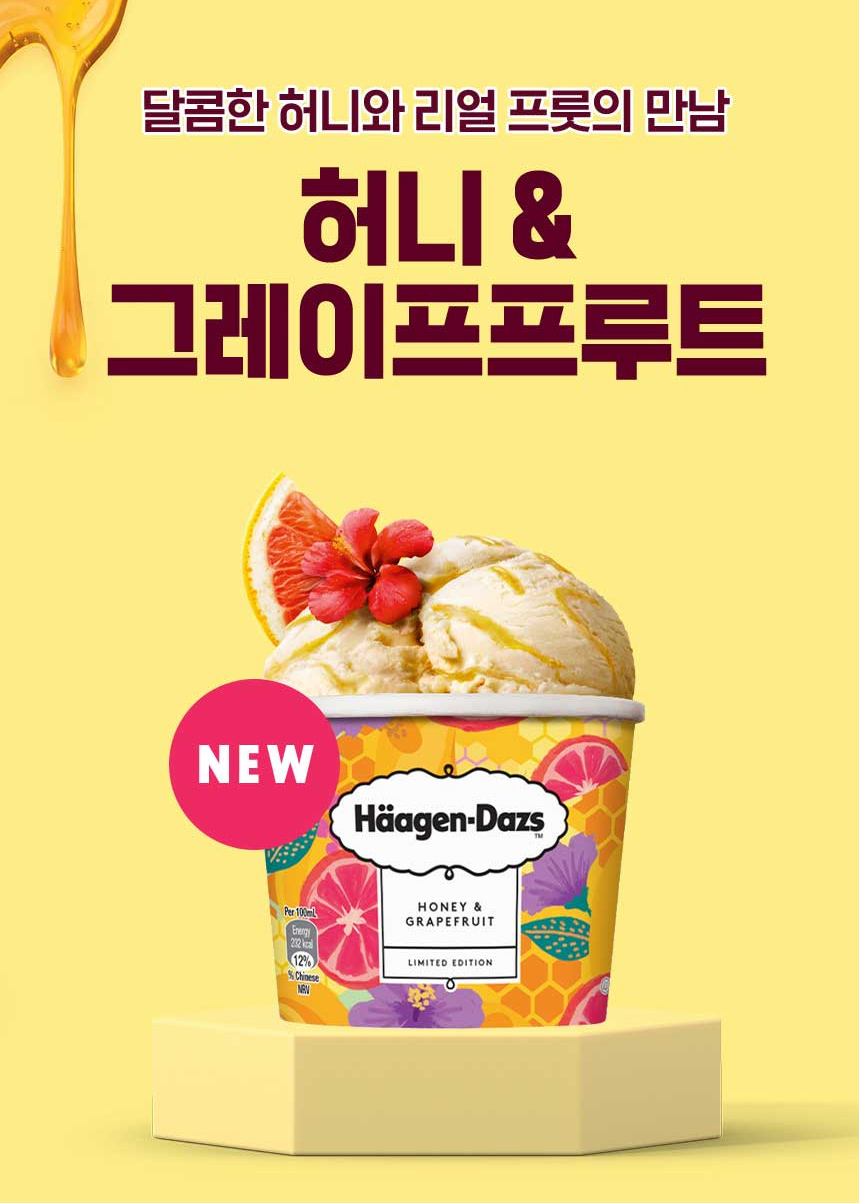 달콤한 허니와 리얼 프룻의 만남
허니 &
그레이프프루트
NEW
Häagen-Dazs
TM
HONEY &
GRAPEFRUIT
LIMITED EDITION
Per 100mL
Energy
232 kcal
12%
% Chinese
NRV